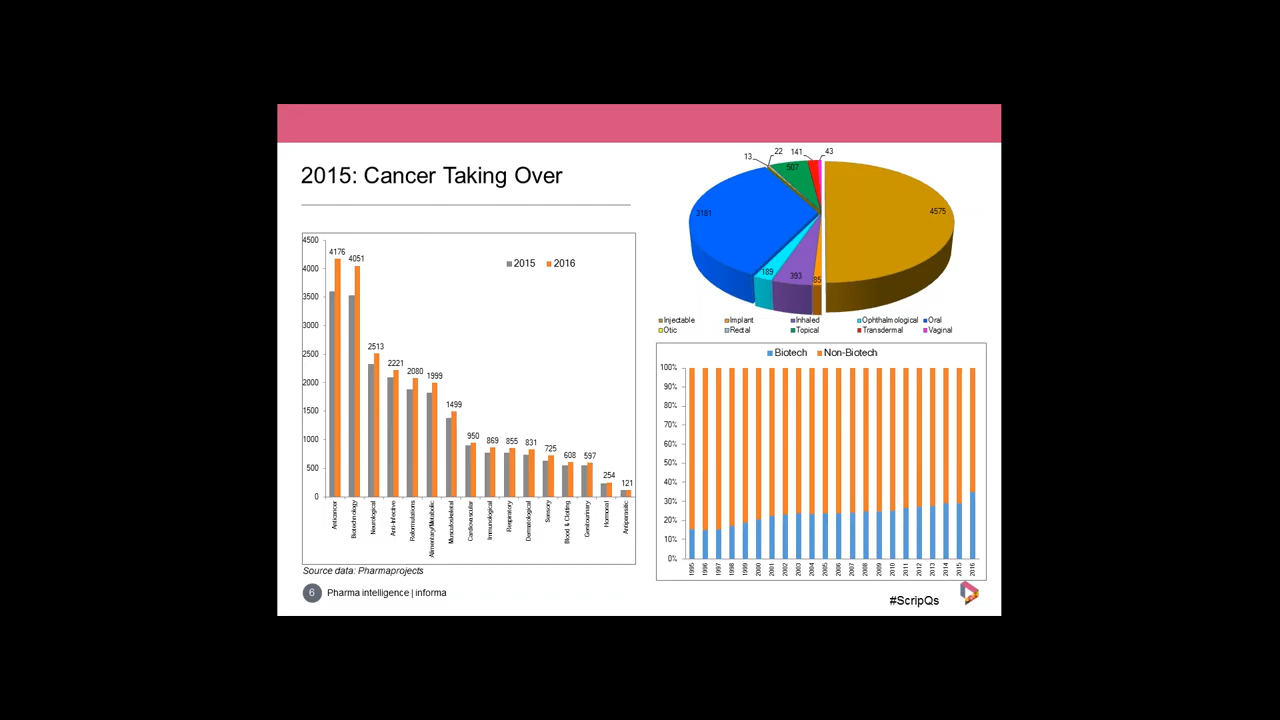 2015: Cancer Taking Over
4500
4000
3500
3000
2500
2000
1500
1000
500
0
2015 2016
4176
4051
2513
2221
2080
1999
1499
950
869
855
831
725
608
597
254
121
Anticancer
Biotechnology
Neurological
Anti-Infective
Reformulations
Alimentary/Metabolic
Musculoskeletal
Cardiovascular
Immunological
Respiratory
Dermatological
Sensory
Blood & Clotting
Genitourinary
Hormonal
Antiparasitic
Source data: Pharmaprojects
13 22 141 43
507
3181
4575
189
393
85
Injectable Implant Inhaled Ophthalmological Oral
Otic Rectal Topical Transdermal Vaginal
Biotech Non-Biotech
100%
90%
80%
70%
60%
50%
40%
30%
20%
10%
0%
1995
1996
1997
1998
1999
2000
2001
2002
2003
2004
2005
2006
2007
2008
2009
2010
2011
2012
2013
2014
2015
2016
6 Pharma intelligence | informa
#ScripQs